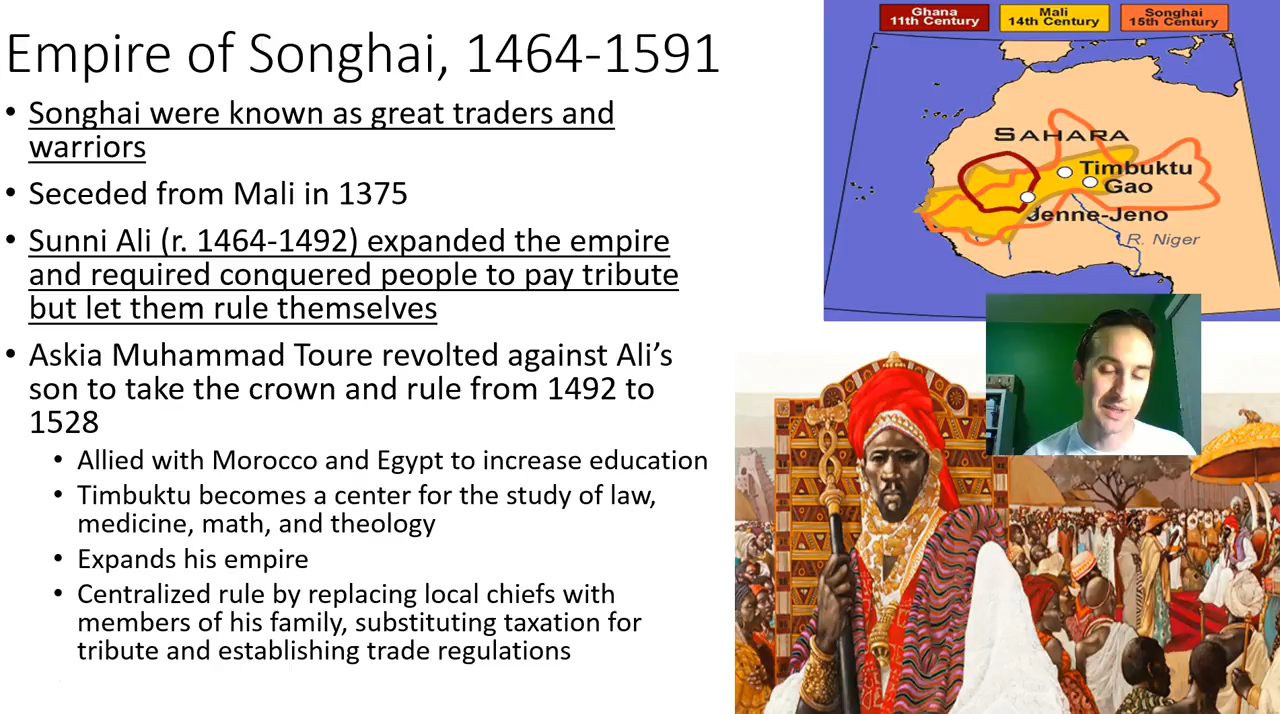 Empire of Songhai, 1464-1591
• Songhai were known as great traders and
warriors
• Seceded from Mali in 1375
• Sunni Ali (r. 1464-1492) expanded the empire
and required conquered people to pay tribute
but let them rule themselves
• Askia Muhammad Toure revolted against Ali's
son to take the crown and rule from 1492 to
1528
• Allied with Morocco and Egypt to increase education
• Timbuktu becomes a center for the study of law,
medicine, math, and theology
• Expands his empire
• Centralized rule by replacing local chiefs with
members of his family, substituting taxation for
tribute and establishing trade regulations
Ghana
11th Century
Mali
14th Century
Songhai
15th Century
SAHARA
Timbuktu
Gao
Jenne-Jeno
R. Niger